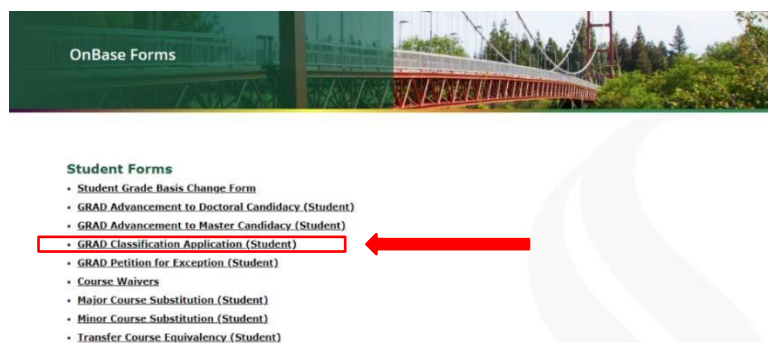 OnBase Forms
Student Forms
• Student Grade Basis Change Form
• GRAD Advancement to Doctoral Candidacy (Student)
• GRAD Advancement to Master Candidacy (Student)
• GRAD Classification Application (Student)
• GRAD Petition for Exception (Student)
• Course Waivers
• Major Course Substitution (Student)
• Minor Course Substitution (Student)
• Transfer Course Equivalency (Student)